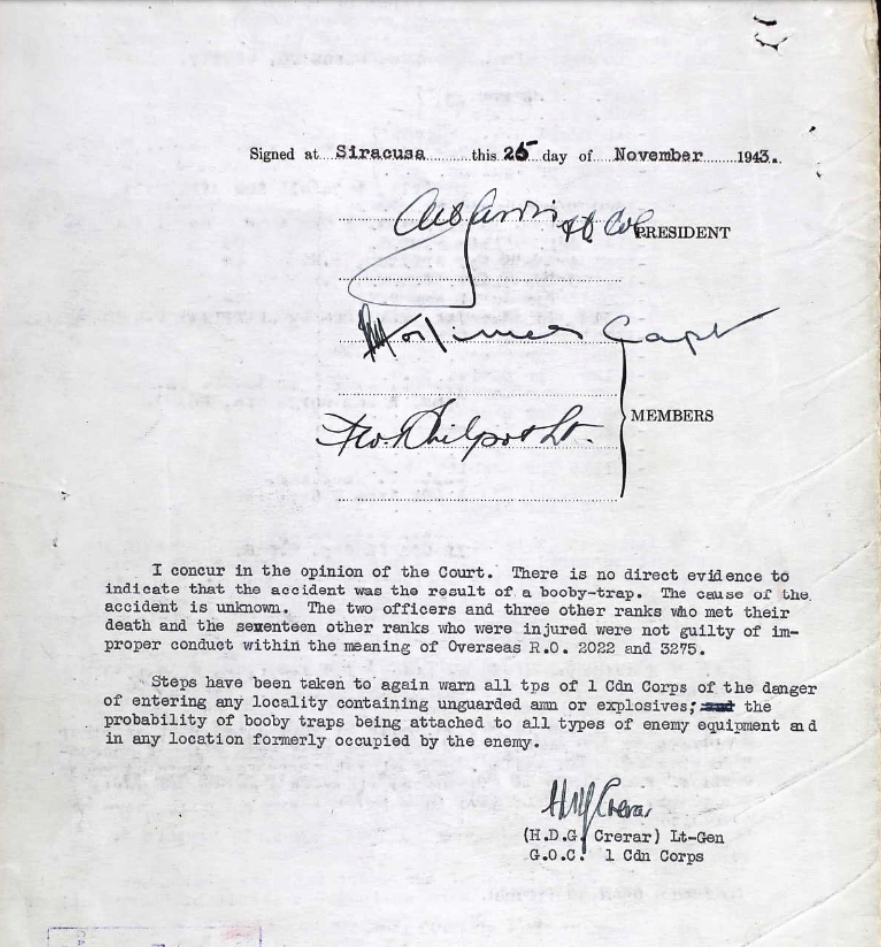 Signed at Siracusa this 25 day of November 1943.
Lt Col PRESIDENT
Capt
MEMBERS
Philpott Lt.
I concur in the opinion of the Court. There is no direct evidence to
indicate that the accident was the result of a booby-trap. The cause of the
accident is unknown. The two officers and three other ranks who met their
death and the seventeen other ranks who were injured were not guilty of im-
proper conduct within the meaning of Overseas R.O. 2022 and 3275.
Steps have been taken to again warn all tps of 1 Cdn Corps of the danger
of entering any locality containing unguarded amn or explosives; the
probability of booby traps being attached to all types of enemy equipment and
in any location formerly occupied by the enemy.
HDG Crerar
(H.D.G. Crerar) Lt-Gen
G.O.C. 1 Cdn Corps